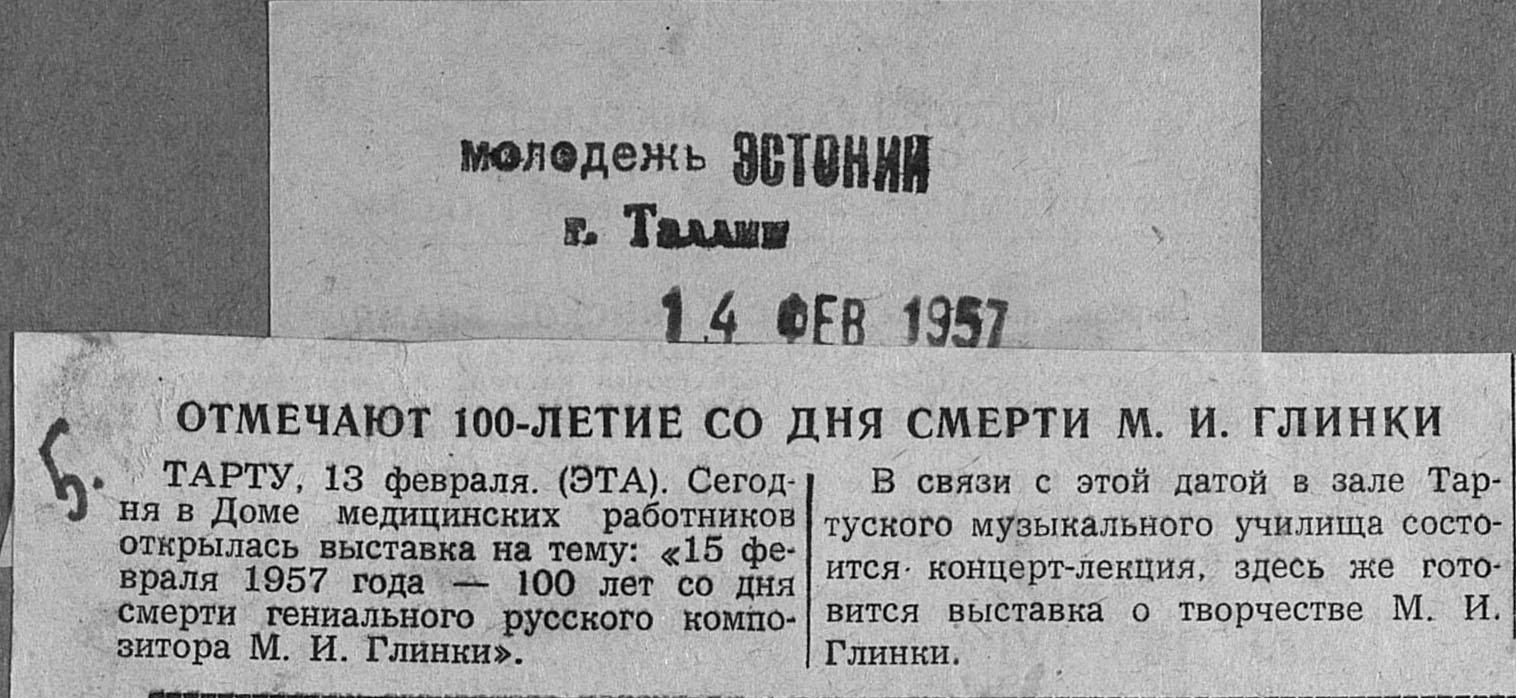 молодежь ЭСТОНИИ
г. Таллин
14 ФЕВ 1957
ОТМЕЧАЮТ 100-ЛЕТИЕ СО ДНЯ СМЕРТИ М. И. ГЛИНКИ
ТАРТУ, 13 февраля. (ЭТА). Сегод-
ня в Доме медицинских работников
открылась выставка на тему: «15 фе-
враля 1957 года — 100 лет со дня
смерти гениального русского компо-
зитора М. И. Глинки».
В связи с этой датой в зале Тар-
туского музыкального училища состо-
ится концерт-лекция, здесь же гото-
вится выставка о творчестве М. И.
Глинки.